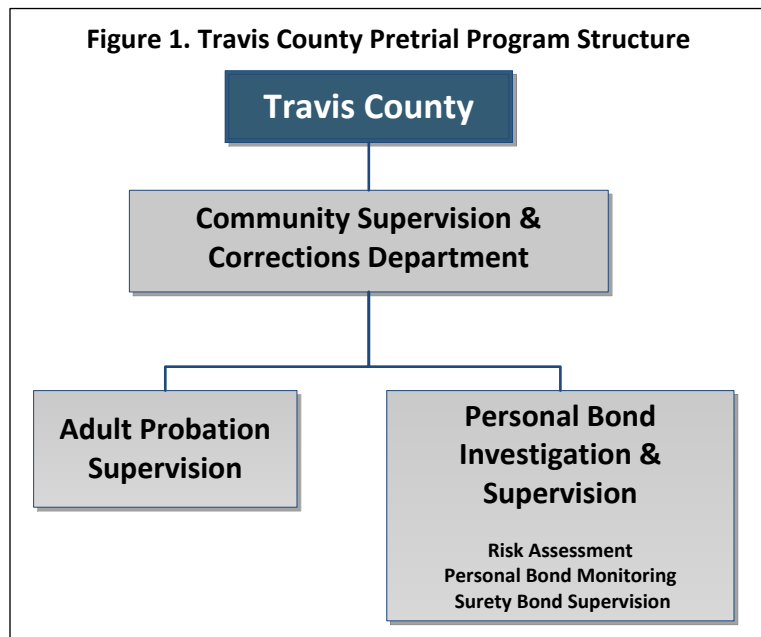 Figure 1. Travis County Pretrial Program Structure
Travis County
Community Supervision &
Corrections Department
Adult Probation
Supervision
Personal Bond
Investigation &
Supervision
Risk Assessment
Personal Bond Monitoring
Surety Bond Supervision